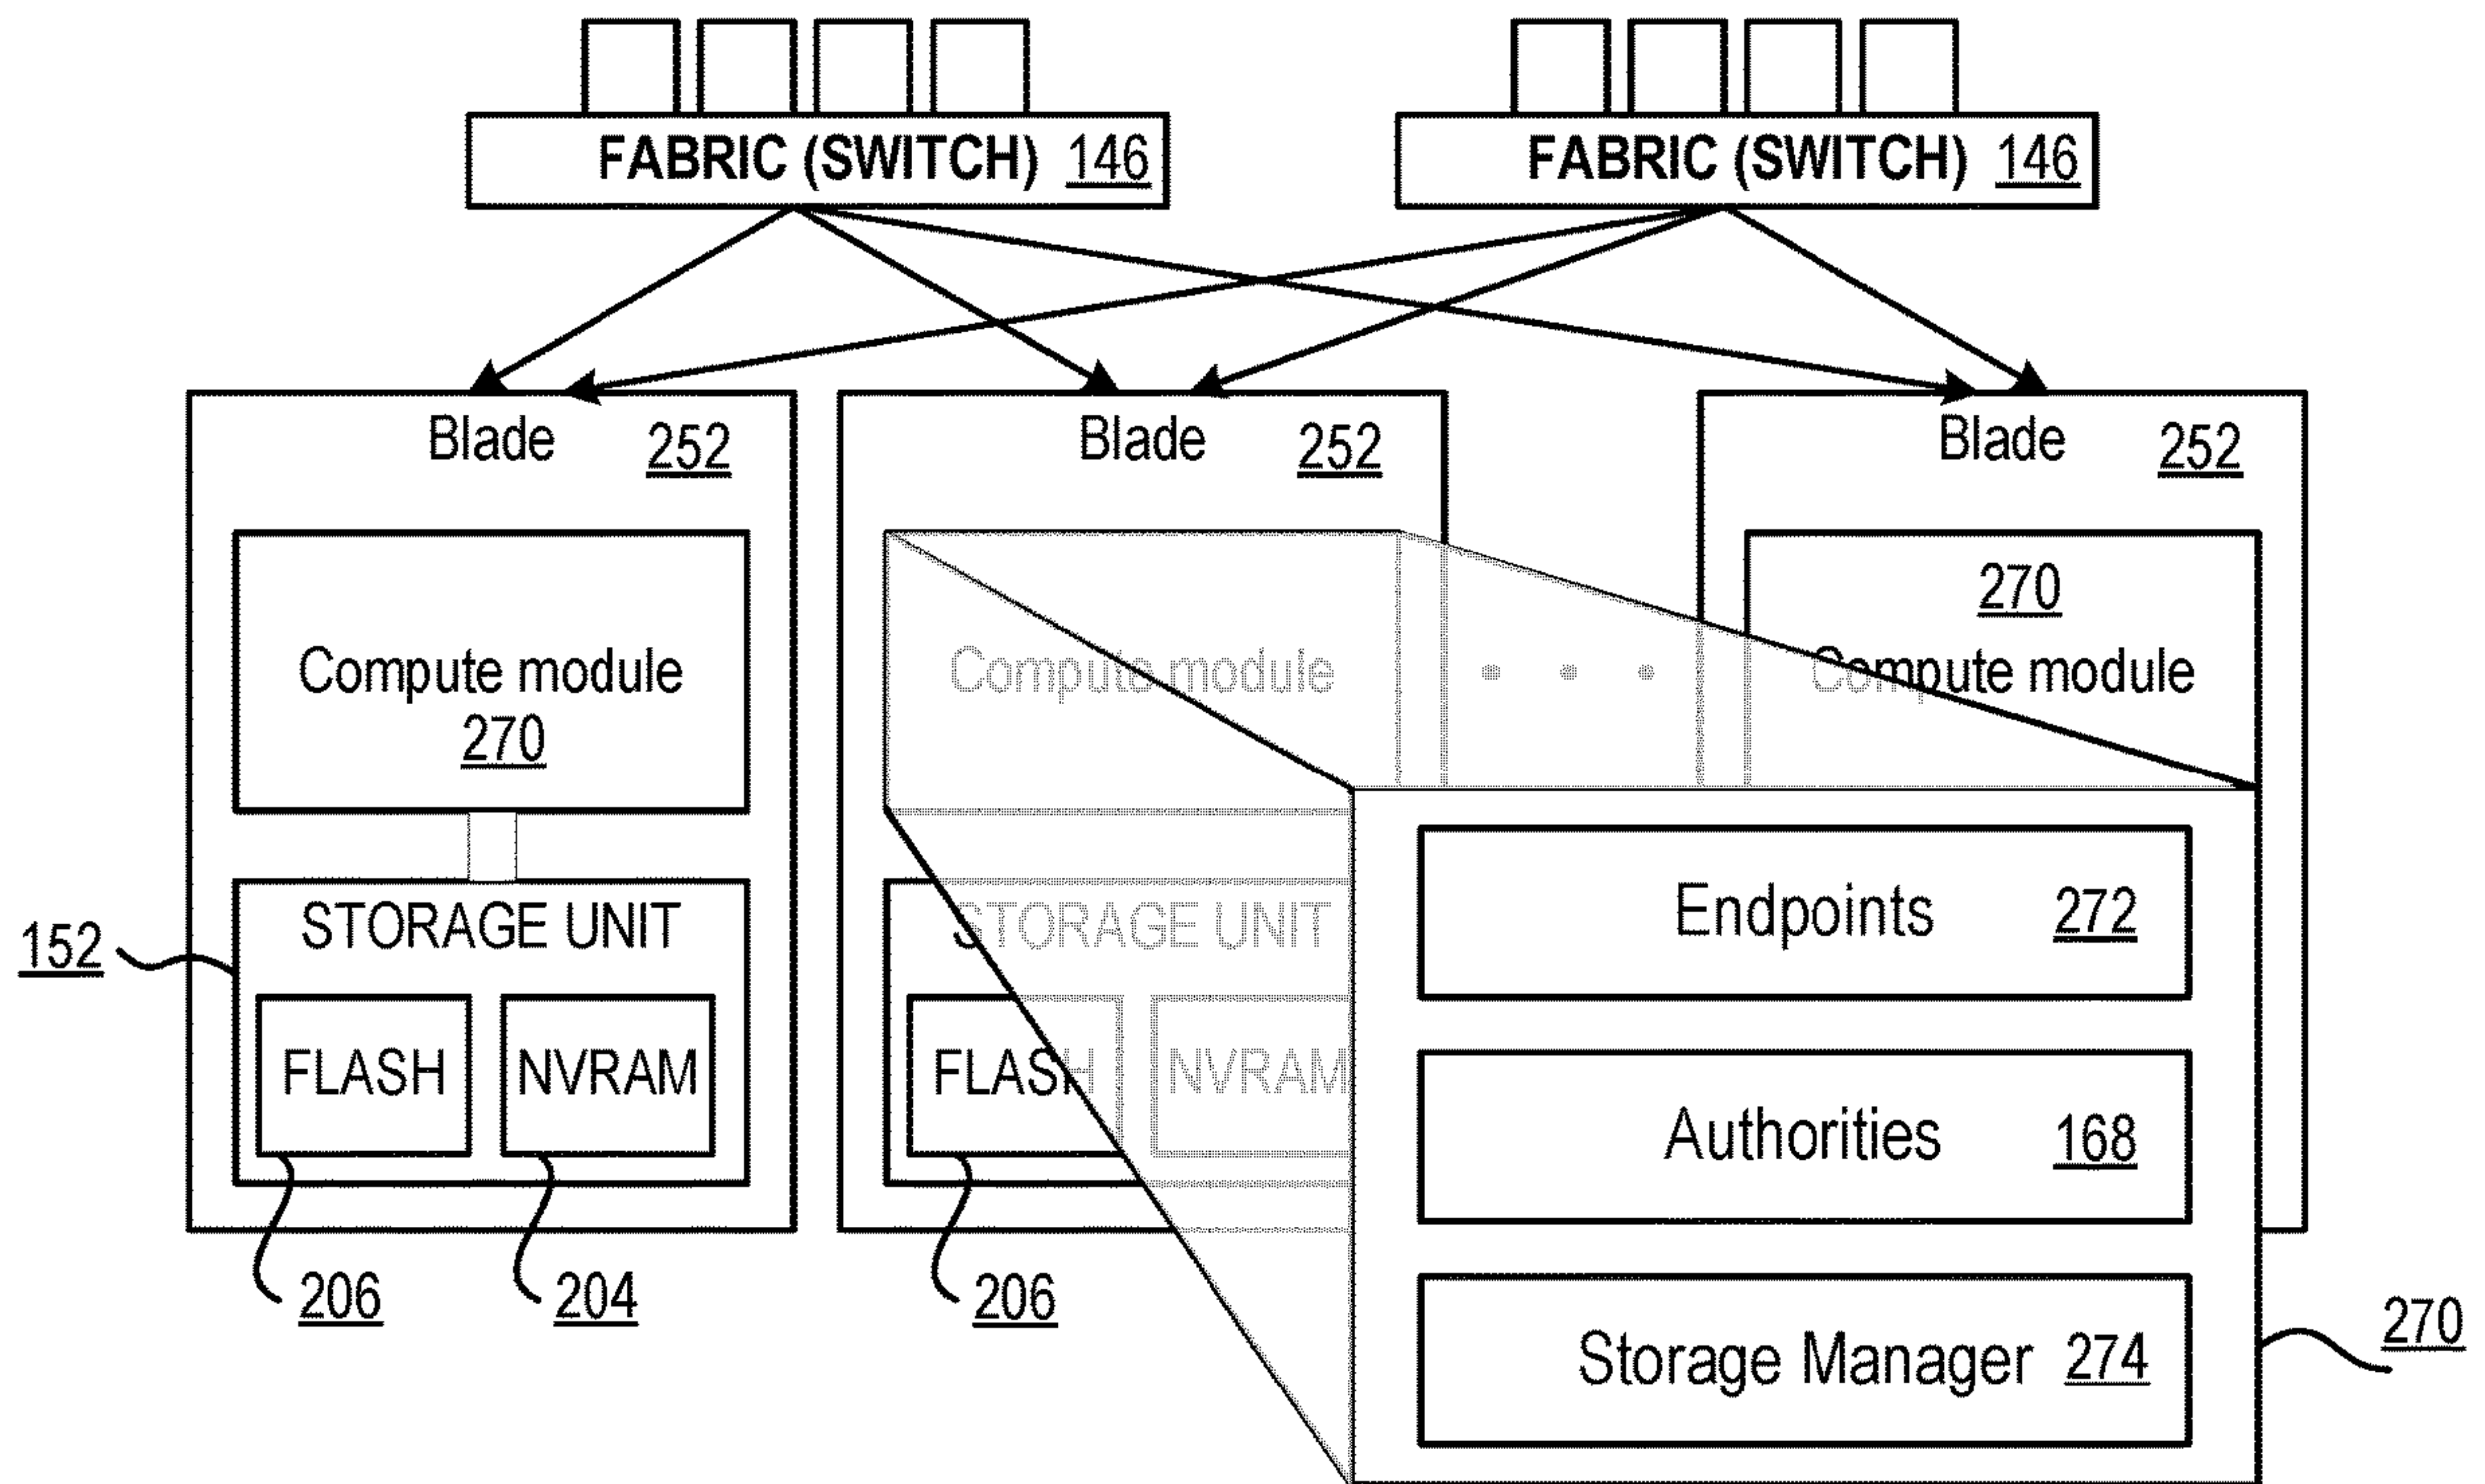 FABRIC (SWITCH) 146
FABRIC (SWITCH) 146
Blade 252
Blade 252
Blade 252
270
Compute module
270
Compute module
Compute module
152
STORAGE UNIT
STORAGE UNIT
FLASH
NVRAM
FLASH
NVRAM
206
204
206
Endpoints 272
Authorities 168
Storage Manager 274
270